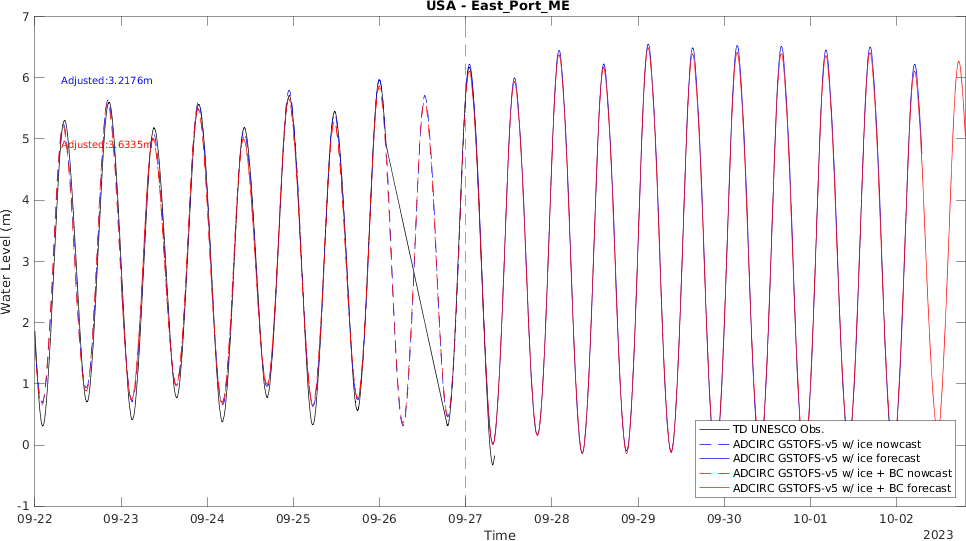 USA - East_Port_ME
7
6
5
4
3
2
1
0
-1
Water Level (m)
Adjusted:3.2176m
Adjusted:3.6335m
TD UNESCO Obs.
ADCIRC GSTOFS-v5 w/ ice nowcast
ADCIRC GSTOFS-v5 w/ ice forecast
ADCIRC GSTOFS-v5 w/ ice + BC nowcast
ADCIRC GSTOFS-v5 w/ ice + BC forecast
09-22 09-23 09-24 09-25 09-26 09-27 09-28 09-29 09-30 10-01 10-02
Time
2023